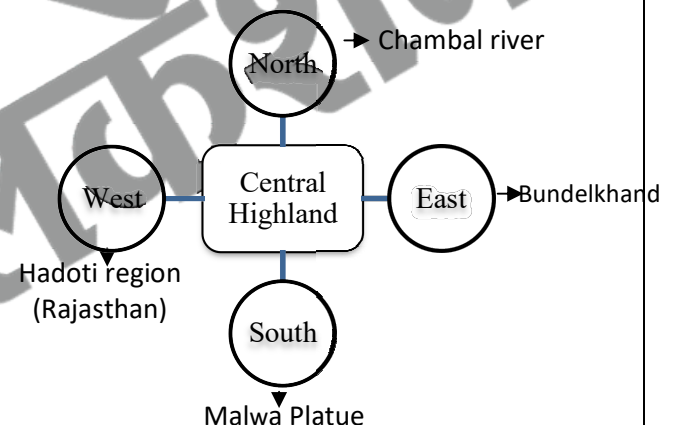 North
Chambal river
West
Central
Highland
East
Bundelkhand
Hadoti region
(Rajasthan)
South
Malwa Platue